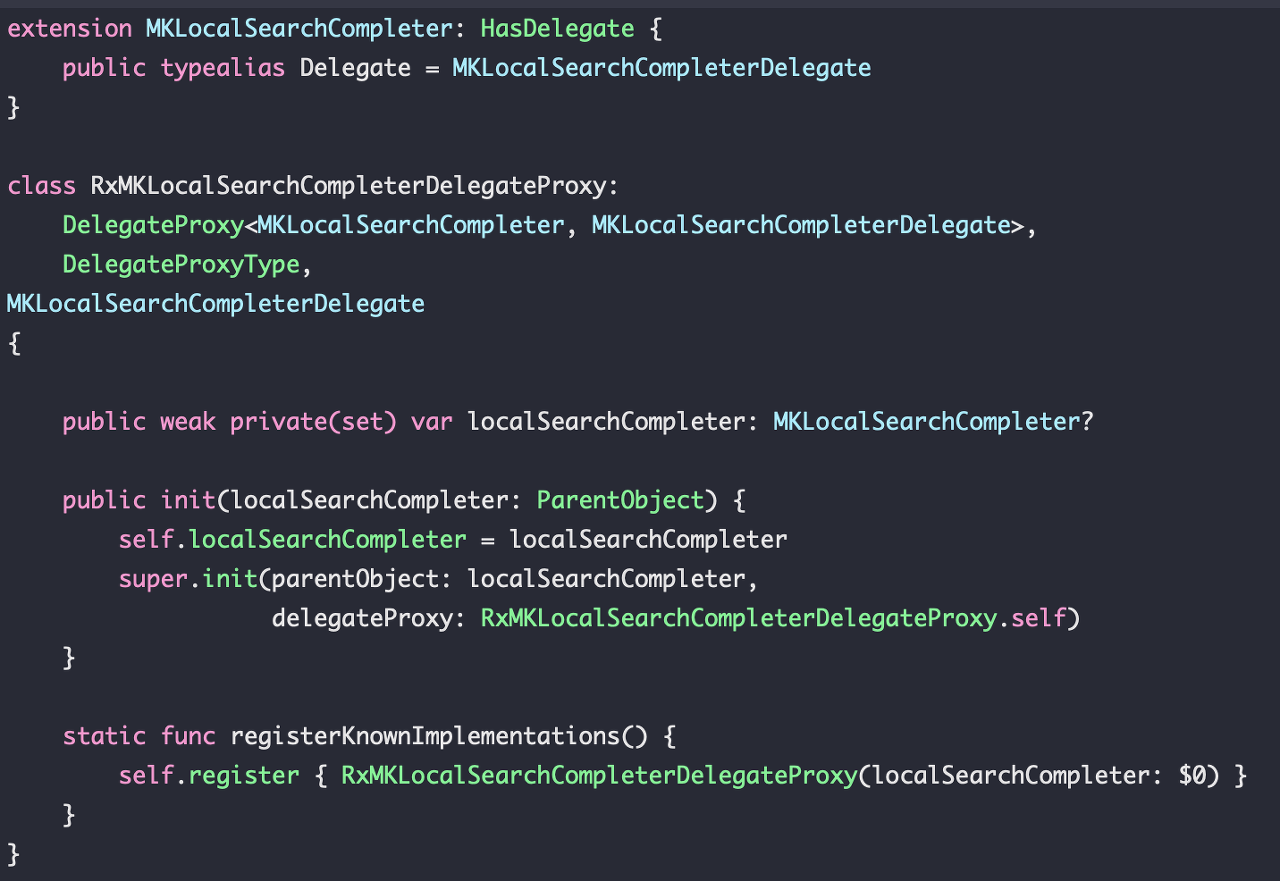 extension MKLocalSearchCompleter: HasDelegate {
    public typealias Delegate = MKLocalSearchCompleterDelegate
}

class RxMKLocalSearchCompleterDelegateProxy:
    DelegateProxy<MKLocalSearchCompleter, MKLocalSearchCompleterDelegate>,
    DelegateProxyType,
MKLocalSearchCompleterDelegate
{

    public weak private(set) var localSearchCompleter: MKLocalSearchCompleter?

    public init(localSearchCompleter: ParentObject) {
        self.localSearchCompleter = localSearchCompleter
        super.init(parentObject: localSearchCompleter,
                   delegateProxy: RxMKLocalSearchCompleterDelegateProxy.self)
    }

    static func registerKnownImplementations() {
        self.register { RxMKLocalSearchCompleterDelegateProxy(localSearchCompleter: $0) }
    }
}